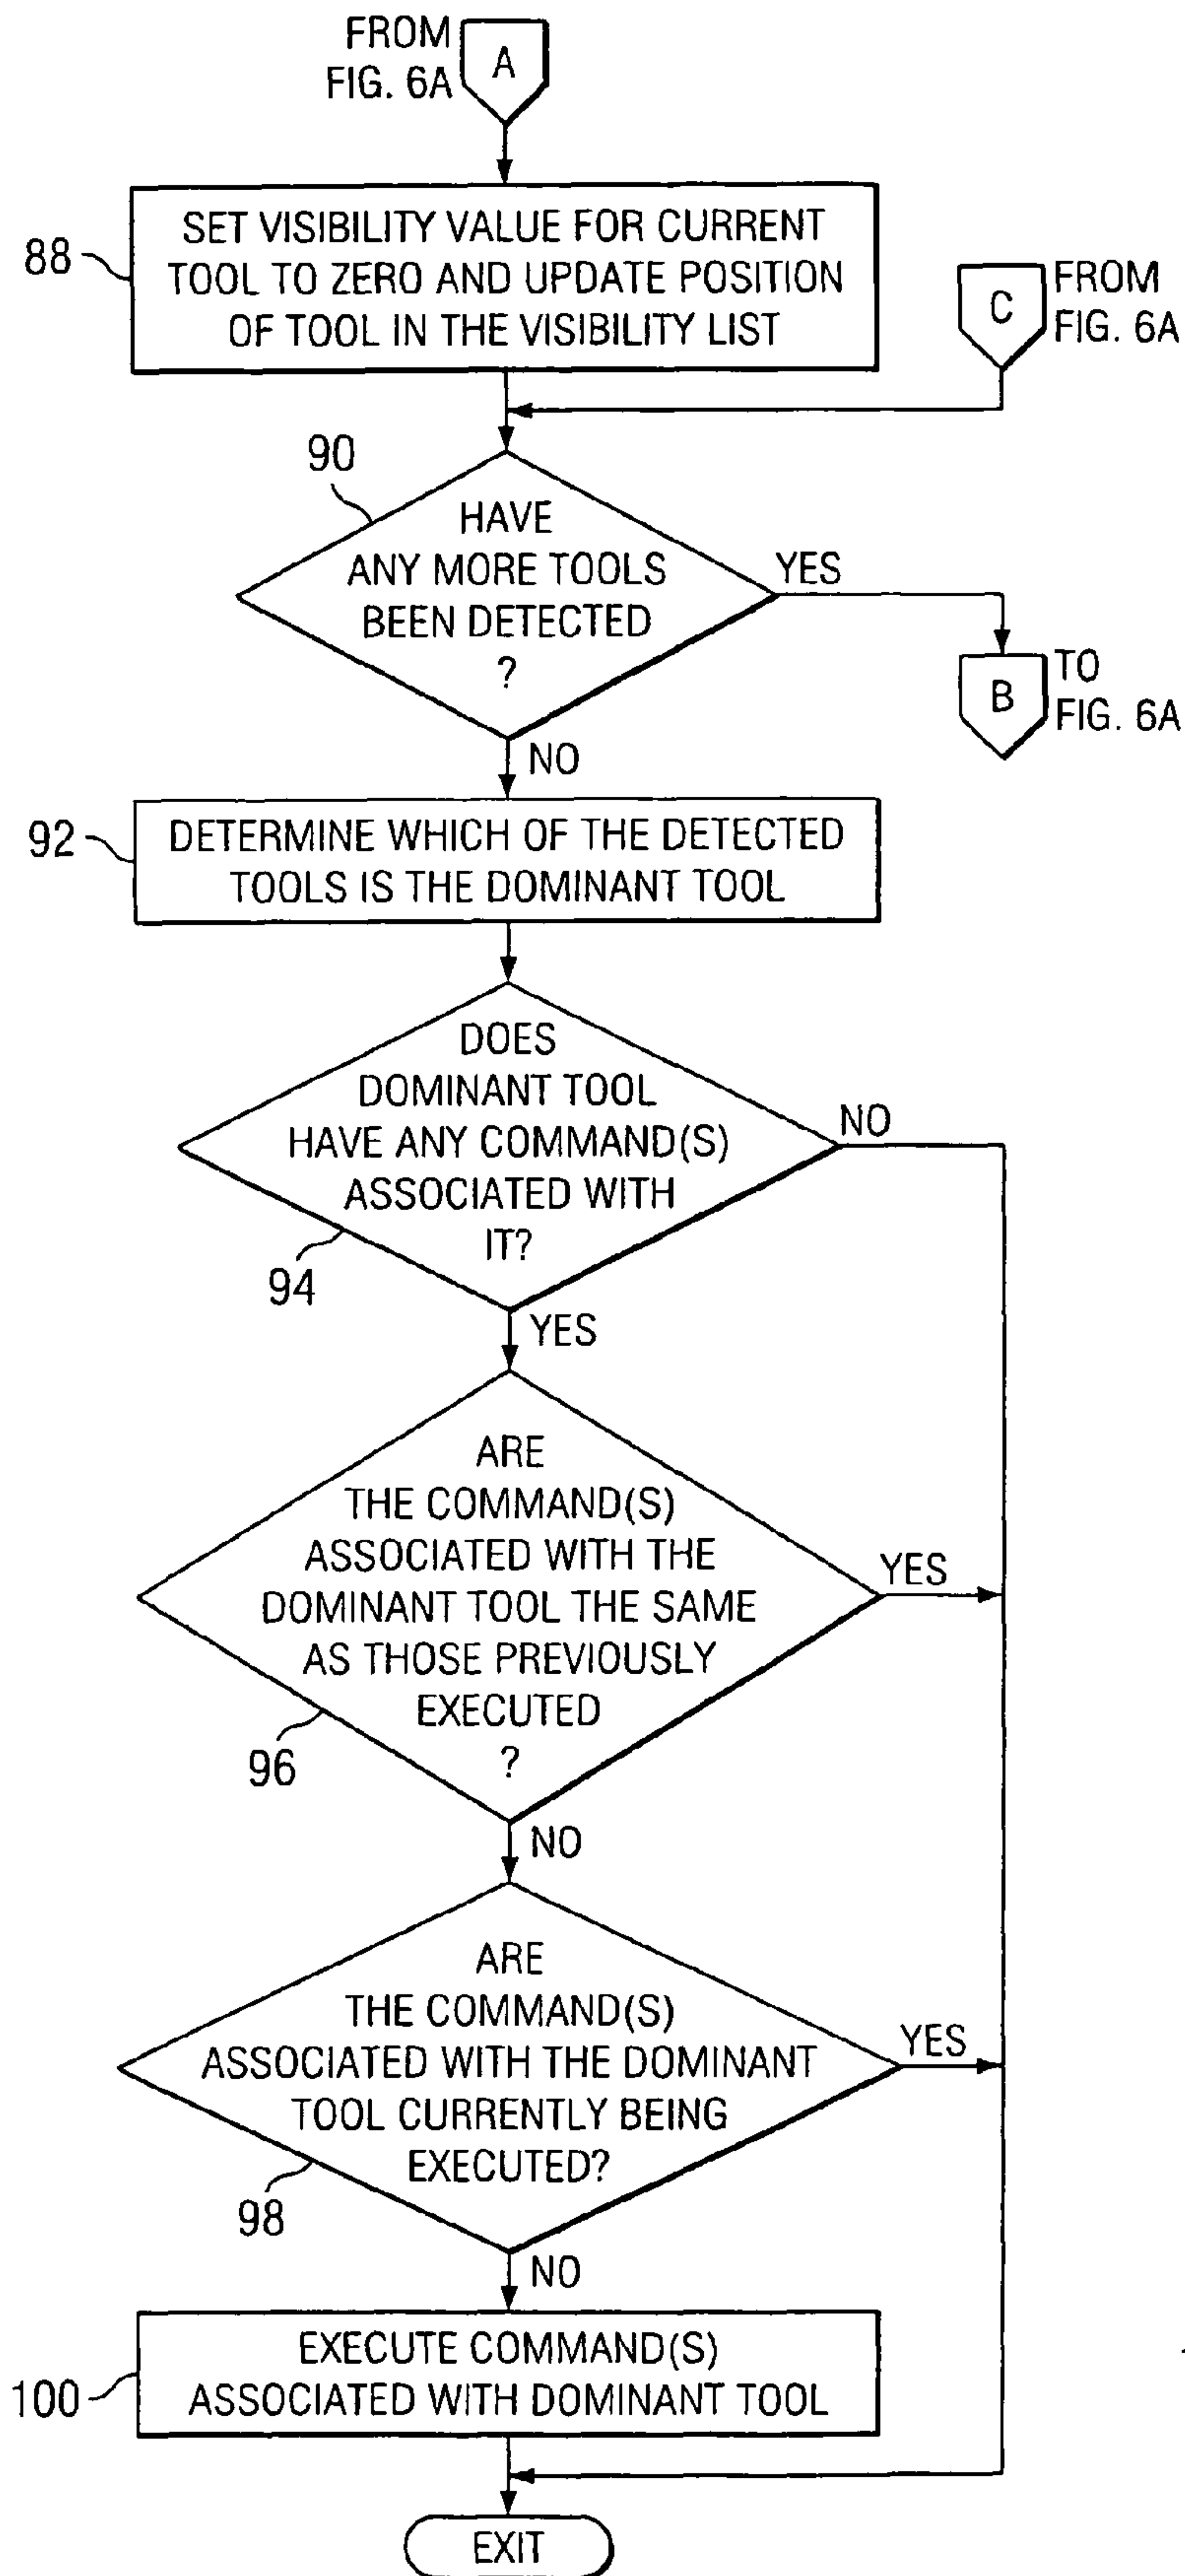 FROM
FIG. 6A
A
88
SET VISIBILITY VALUE FOR CURRENT
TOOL TO ZERO AND UPDATE POSITION
OF TOOL IN THE VISIBILITY LIST
C
FROM
FIG. 6A
90
HAVE
ANY MORE TOOLS
BEEN DETECTED
?
YES
B
TO
FIG. 6A
NO
92
DETERMINE WHICH OF THE DETECTED
TOOLS IS THE DOMINANT TOOL
DOES
DOMINANT TOOL
HAVE ANY COMMAND(S)
ASSOCIATED WITH
IT?
NO
94
YES
ARE
THE COMMAND(S)
ASSOCIATED WITH THE
DOMINANT TOOL THE SAME
AS THOSE PREVIOUSLY
EXECUTED
?
YES
96
NO
ARE
THE COMMAND(S)
ASSOCIATED WITH THE DOMINANT
TOOL CURRENTLY BEING
EXECUTED?
YES
98
NO
100
EXECUTE COMMAND(S)
ASSOCIATED WITH DOMINANT TOOL
EXIT